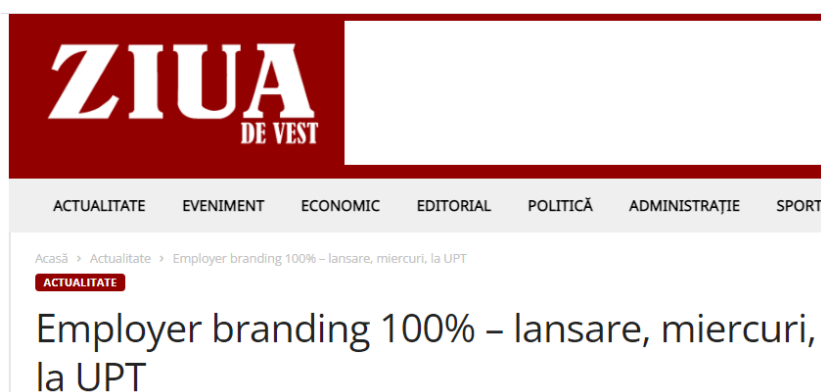 ZIUA
DE VEST
ACTUALITATE EVENIMENT ECONOMIC EDITORIAL POLITICĂ ADMINISTRAȚIE SPORT
Acasă › Actualitate › Employer branding 100% – lansare, miercuri, la UPT
ACTUALITATE
Employer branding 100% – lansare, miercuri,
la UPT